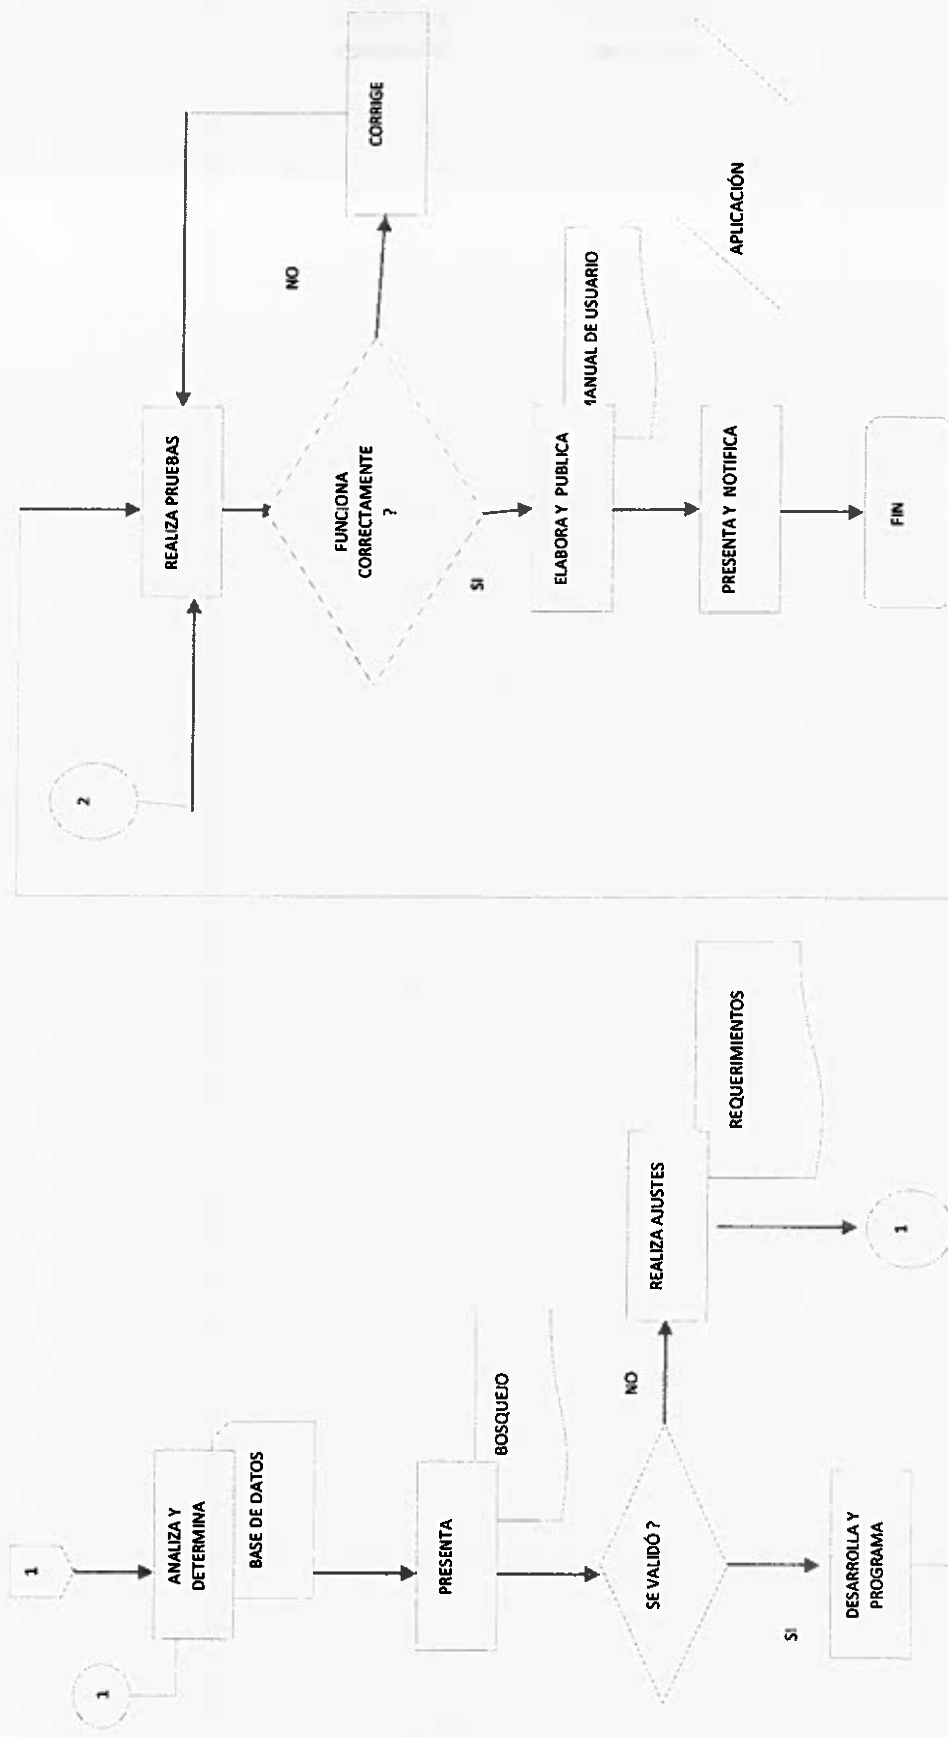 1
1
ANALIZA Y
DETERMINA
BASE DE DATOS
PRESENTA
BOSQUEJO
SE VALIDÓ ?
NO
REALIZA AJUSTES
REQUERIMIENTOS
1
SI
DESARROLLA Y
PROGRAMA
2
REALIZA PRUEBAS
FUNCIONA
CORRECTAMENTE
?
NO
CORRIGE
SI
ELABORA Y PUBLICA
MANUAL DE USUARIO
PRESENTA Y NOTIFICA
APLICACIÓN
FIN